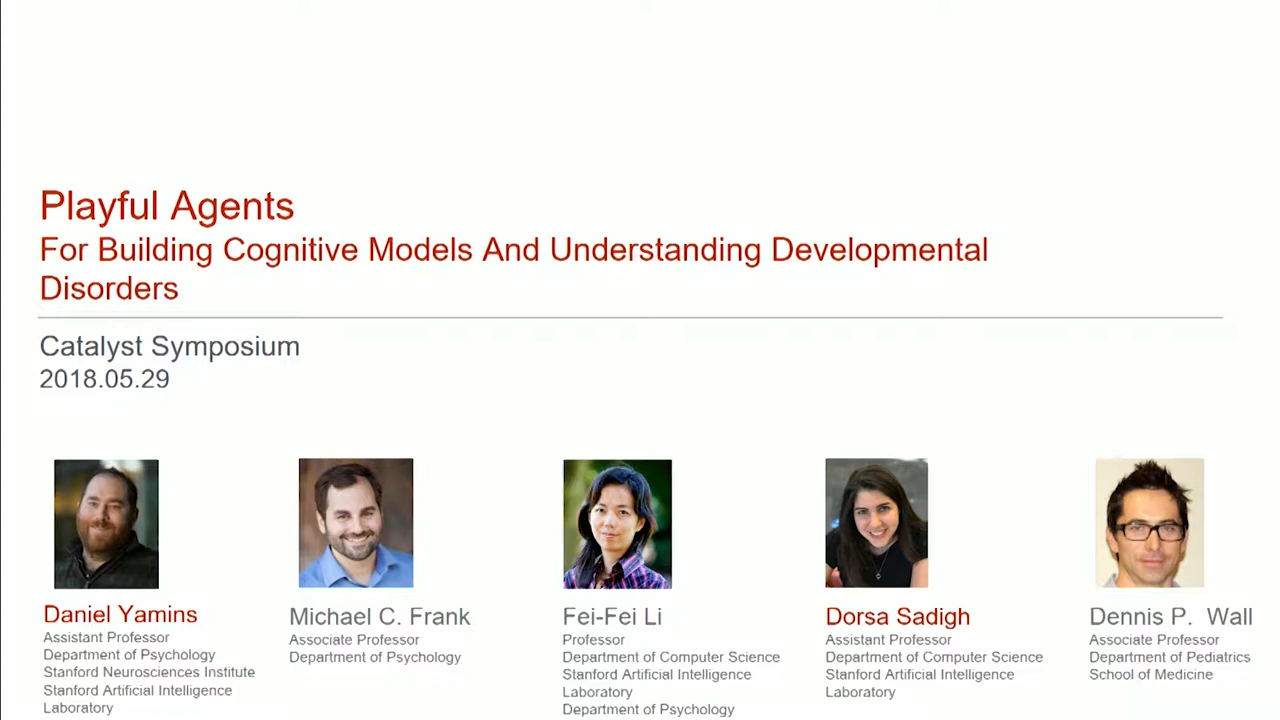 Playful Agents
For Building Cognitive Models And Understanding Developmental
Disorders
Catalyst Symposium
2018.05.29
Daniel Yamins
Assistant Professor
Department of Psychology
Stanford Neurosciences Institute
Stanford Artificial Intelligence
Laboratory
Michael C. Frank
Associate Professor
Department of Psychology
Fei-Fei Li
Professor
Department of Computer Science
Stanford Artificial Intelligence
Laboratory
Department of Psychology
Dorsa Sadigh
Assistant Professor
Department of Computer Science
Stanford Artificial Intelligence
Laboratory
Dennis P. Wall
Associate Professor
Department of Pediatrics
School of Medicine